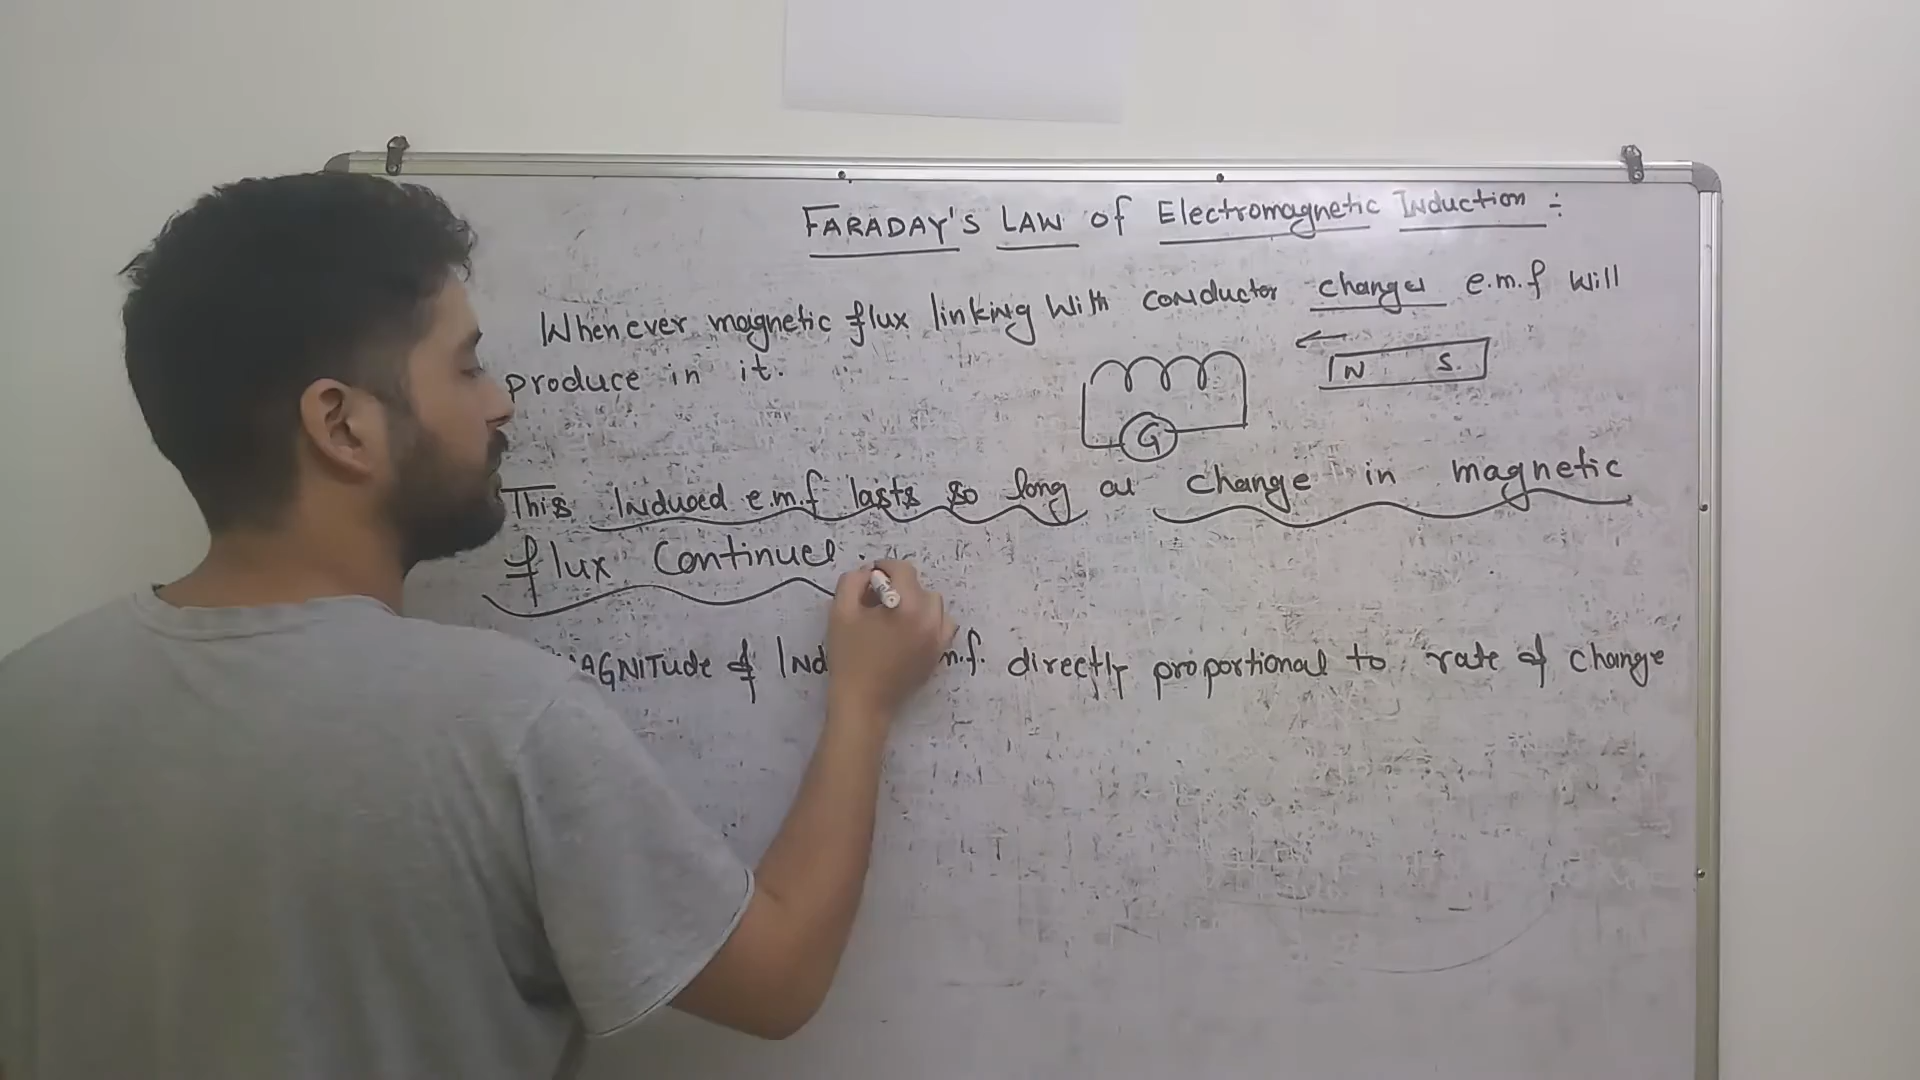 FARADAY'S LAW of Electromagnetic Induction :-
Whenever magnetic flux linking with conductor changes e.m.f will
produce in it.
N S.
G
This Induced e.m.f lasts so long as change in magnetic
flux Continues.
directly proportional to rate of change